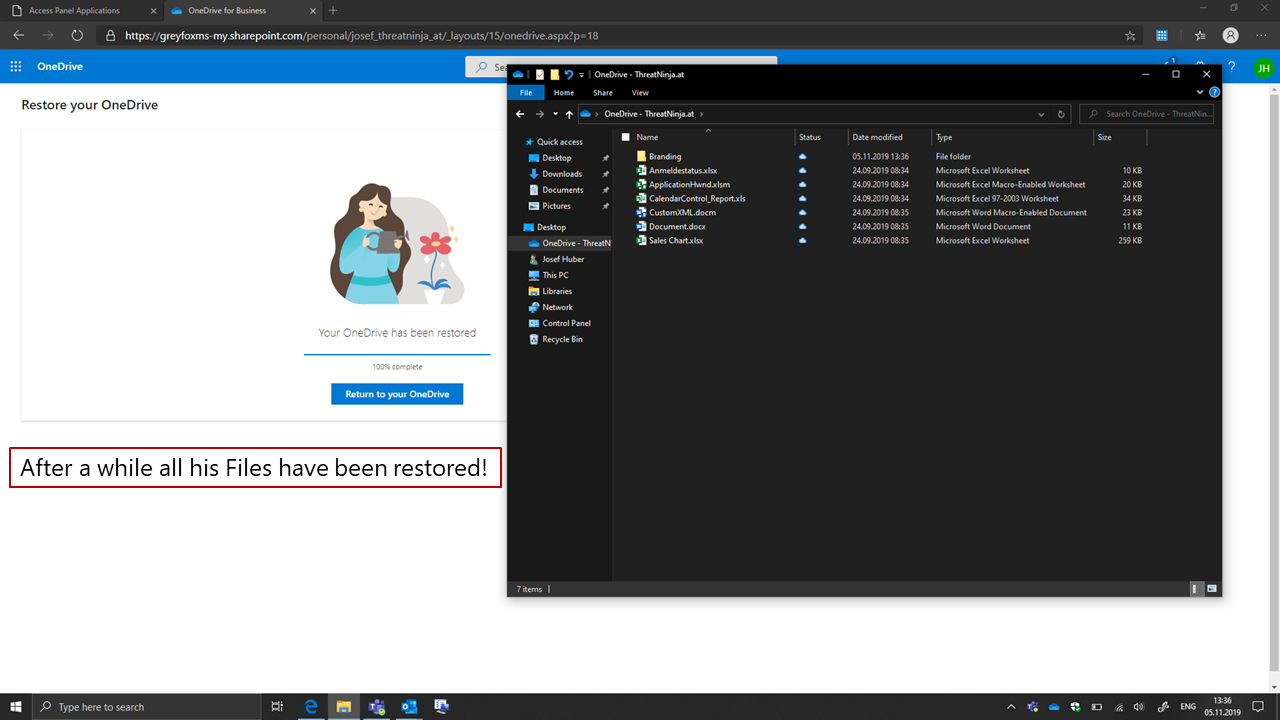 Access Panel Applications
OneDrive for Business
https://greyfoxms-my.sharepoint.com/personal/josef_threatninja_at/_layouts/15/onedrive.aspx?p=18
OneDrive
1
?
JH
Restore your OneDrive
Your OneDrive has been restored
100% complete
Return to your OneDrive
After a while all his Files have been restored!
OneDrive - ThreatNinja.at
File Home Share View
OneDrive - ThreatNinja.at
Search OneDrive - ThreatNin...
Quick access
Desktop
Downloads
Documents
Pictures
Desktop
OneDrive - ThreatN
Josef Huber
This PC
Libraries
Network
Control Panel
Recycle Bin
Name Status Date modified Type Size
Branding 05.11.2019 13:36 File folder
Anmeldestatus.xlsx 24.09.2019 08:34 Microsoft Excel Worksheet 10 KB
ApplicationHwnd.xlsm 24.09.2019 08:34 Microsoft Excel Macro-Enabled Worksheet 20 KB
CalendarControl_Report.xls 24.09.2019 08:34 Microsoft Excel 97-2003 Worksheet 34 KB
CustomXML.docm 24.09.2019 08:35 Microsoft Word Macro-Enabled Document 23 KB
Document.docx 24.09.2019 08:35 Microsoft Word Document 11 KB
Sales Chart.xlsx 24.09.2019 08:35 Microsoft Excel Worksheet 259 KB
7 items
Type here to search
ENG
13:36
05.11.2019